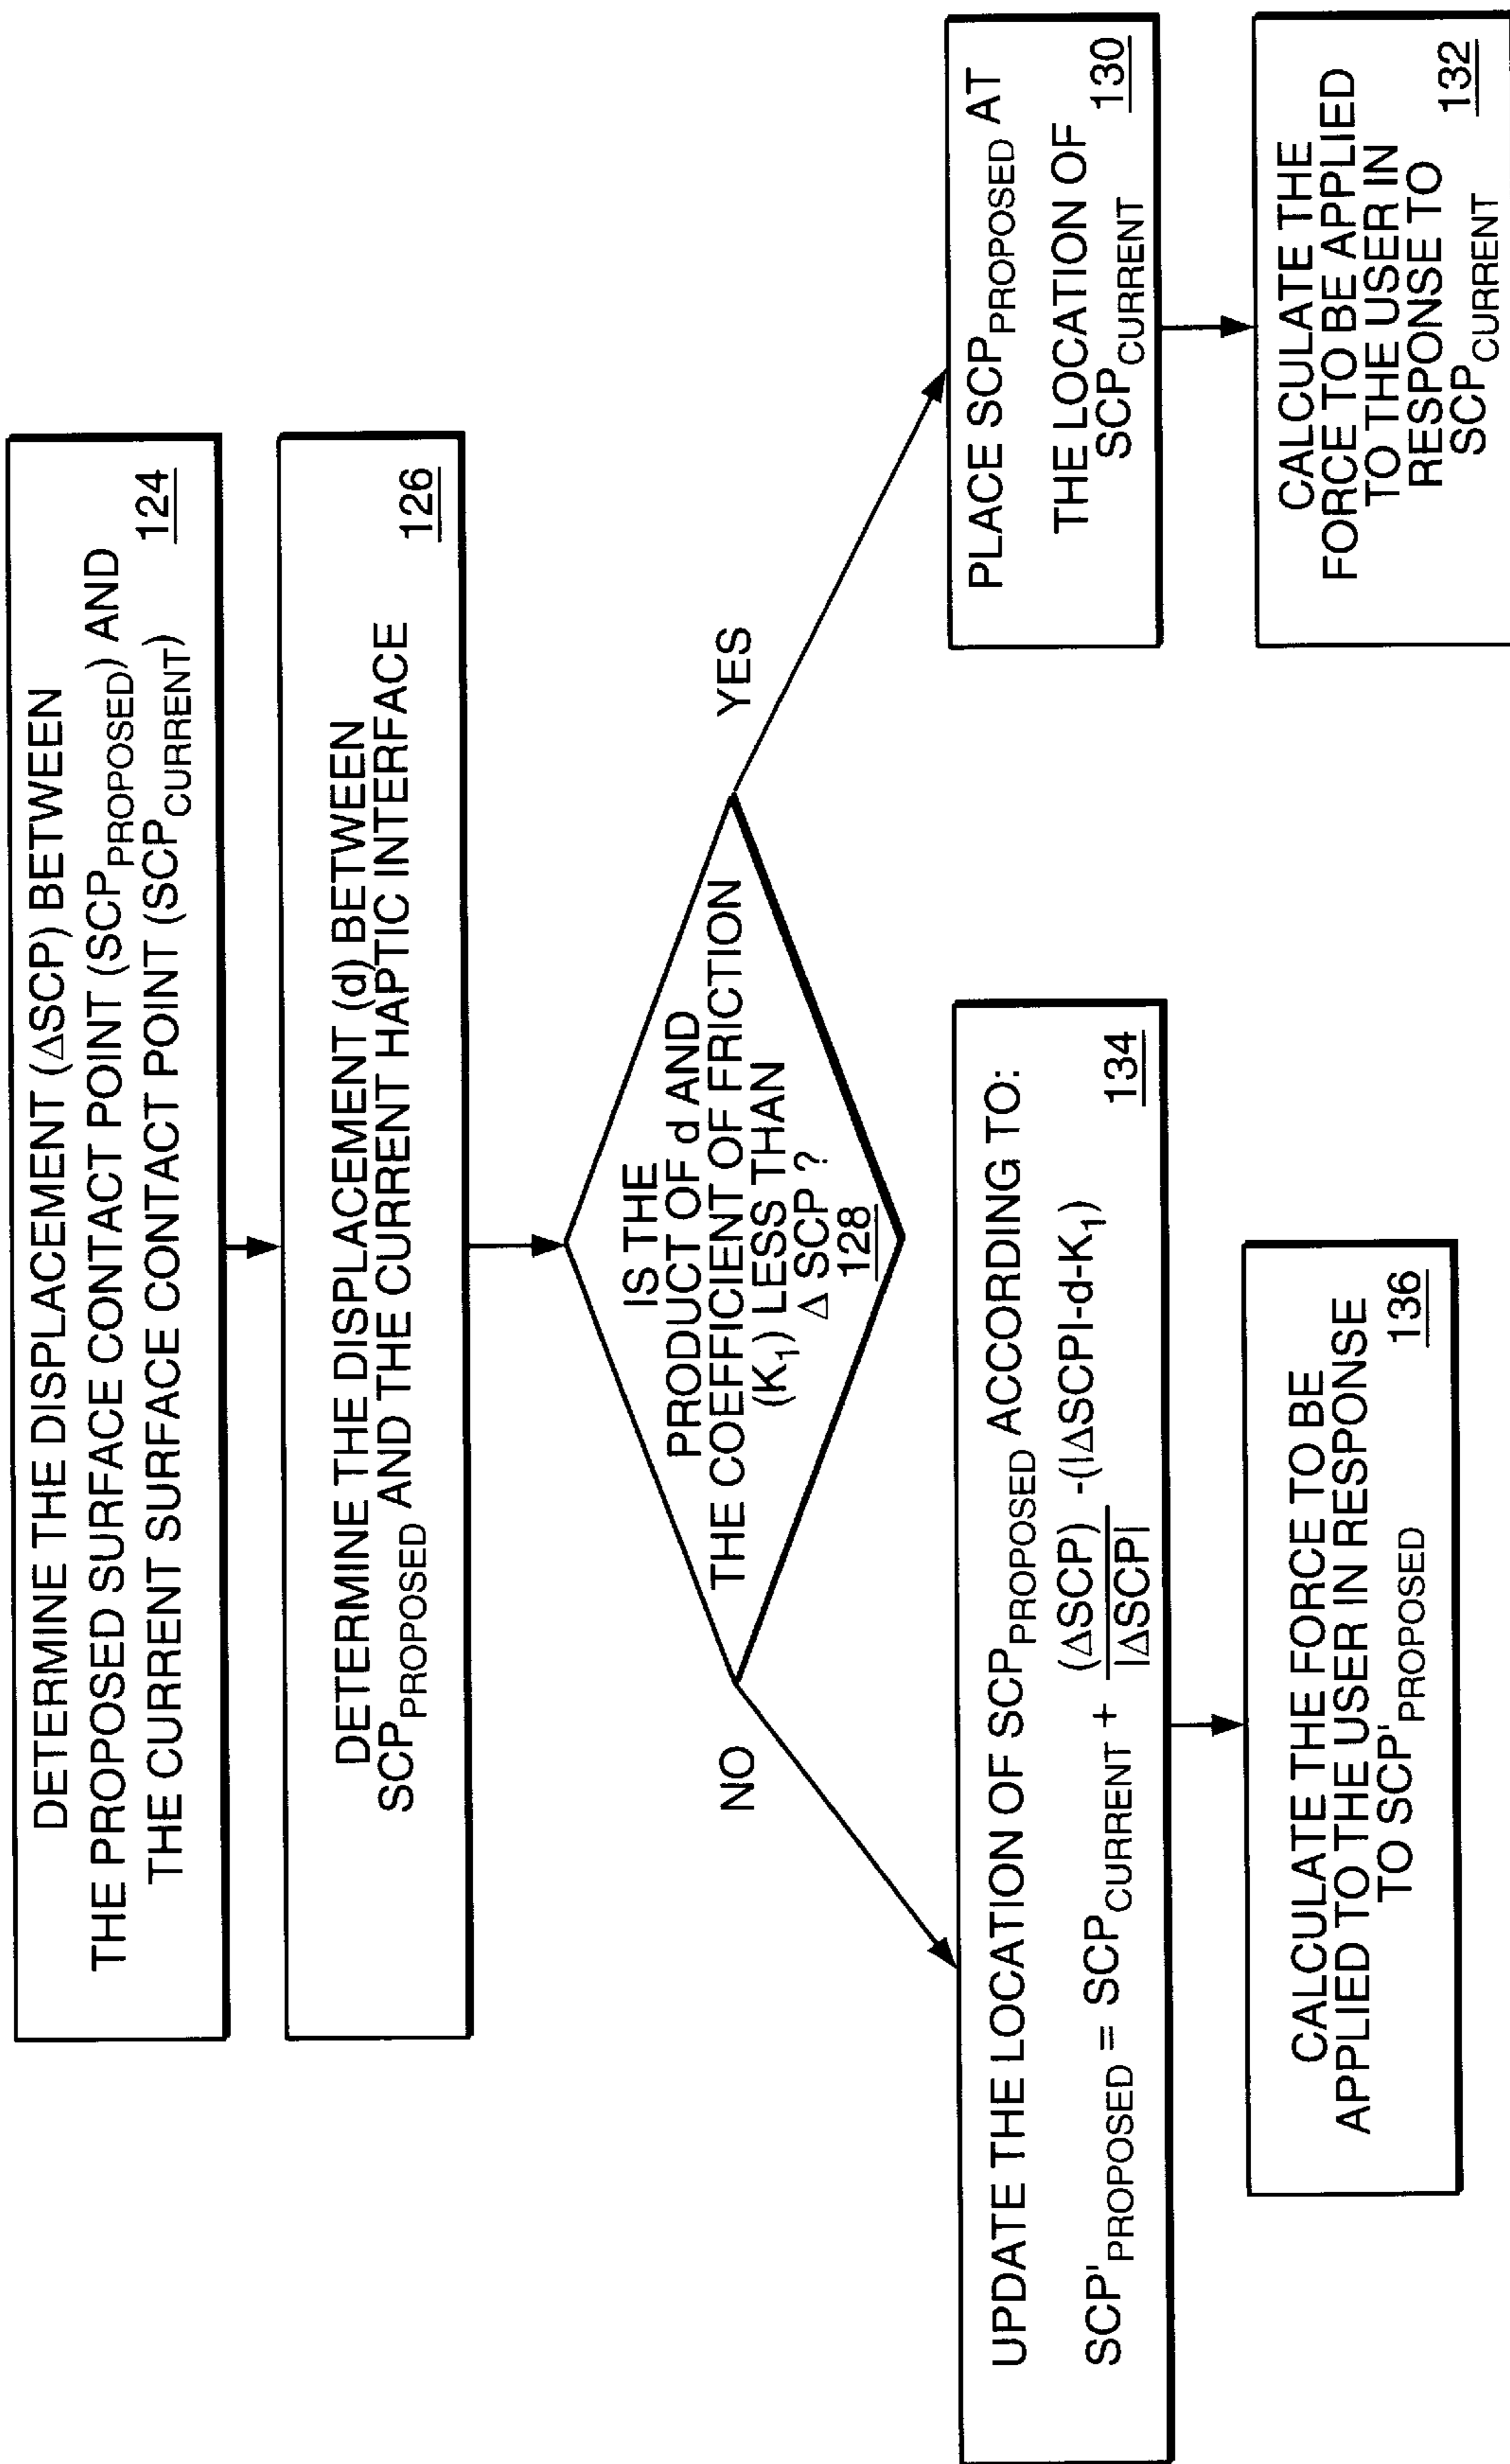 DETERMINE THE DISPLACEMENT (ΔSCP) BETWEEN
THE PROPOSED SURFACE CONTACT POINT (SCPPROPOSED) AND
THE CURRENT SURFACE CONTACT POINT (SCPCURRENT)
124
DETERMINE THE DISPLACEMENT (d) BETWEEN
SCPPROPOSED AND THE CURRENT HAPTIC INTERFACE
126
IS THE
PRODUCT OF d AND
THE COEFFICIENT OF FRICTION
(K₁) LESS THAN
Δ SCP ?
128
NO
YES
UPDATE THE LOCATION OF SCPPROPOSED ACCORDING TO:
SCP'PROPOSED = SCPCURRENT + (ΔSCP)/|ΔSCP| -(|ΔSCPI-d-K₁)
134
CALCULATE THE FORCE TO BE
APPLIED TO THE USER IN RESPONSE
TO SCP'PROPOSED
136
PLACE SCPPROPOSED AT
THE LOCATION OF
SCPCURRENT
130
CALCULATE THE
FORCE TO BE APPLIED
TO THE USER IN
RESPONSE TO
SCPCURRENT
132